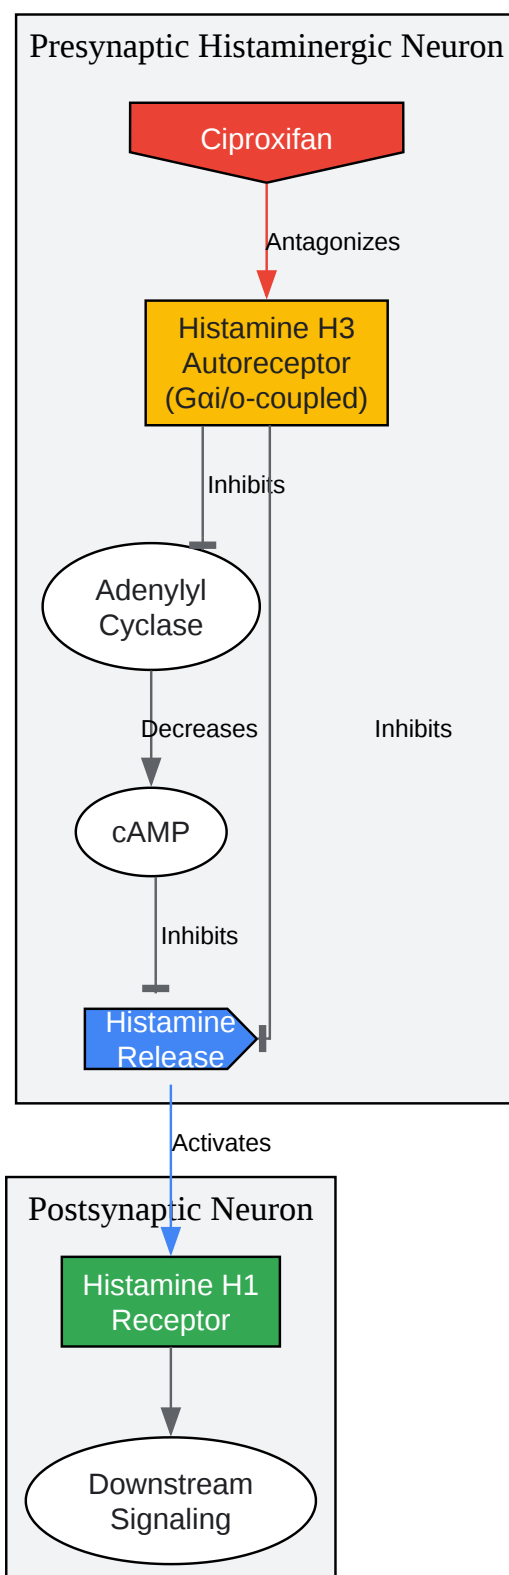 Presynaptic Histaminergic Neuron
Ciproxifan
Antagonizes
Histamine H3
Autoreceptor
(Gαi/o-coupled)
Inhibits
Adenylyl
Cyclase
Decreases
Inhibits
cAMP
Inhibits
Histamine
Release
Activates
Postsynaptic Neuron
Histamine H1
Receptor
Downstream
Signaling